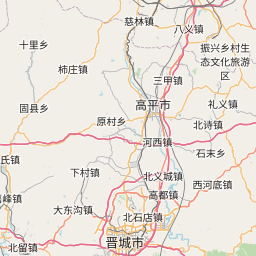 慈林镇
八义镇
十里乡
振兴乡村生
态文化旅游
区
柿庄镇
三甲镇
高平市
礼义镇
固县乡
原村乡
北诗镇
河西镇
石末乡
氏镇
下村镇
北义城镇
西河底镇
高都镇
峰镇
大东沟镇
北石店镇
北留镇
晋城市